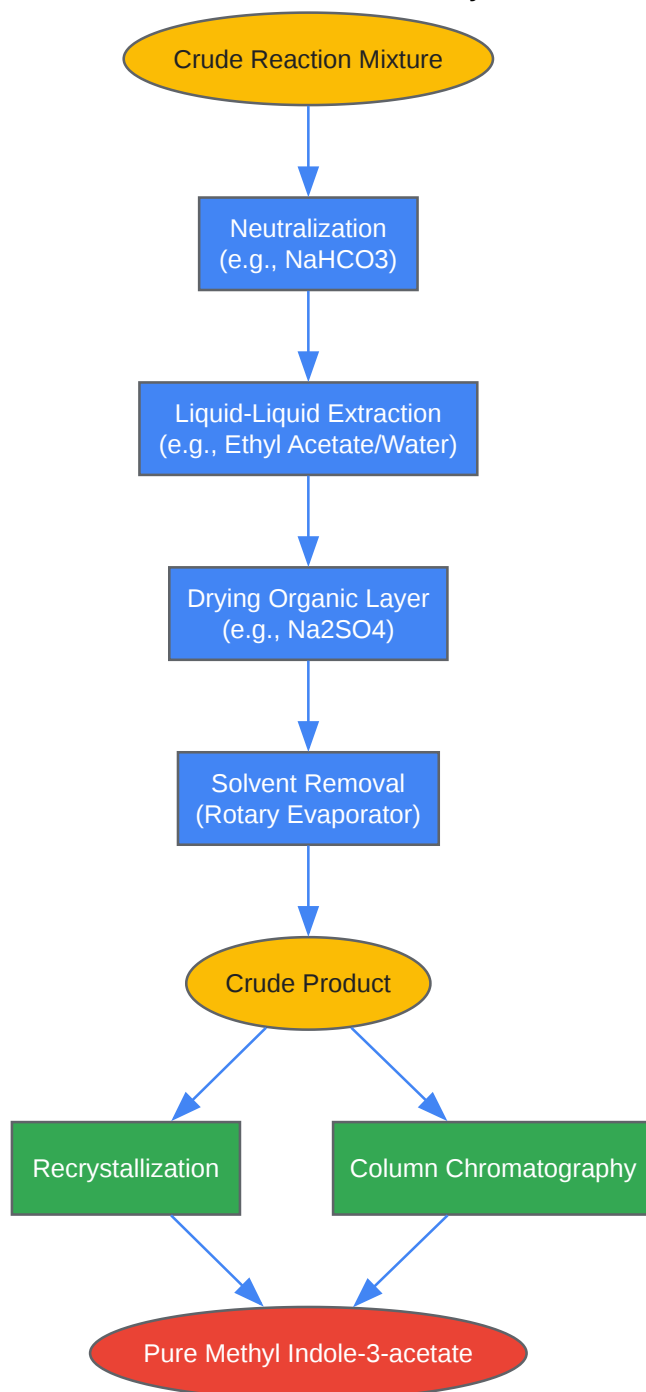 Crude Reaction Mixture
Neutralization
(e.g., NaHCO3)
Liquid-Liquid Extraction
(e.g., Ethyl Acetate/Water)
Drying Organic Layer
(e.g., Na2SO4)
Solvent Removal
(Rotary Evaporator)
Crude Product
Recrystallization
Column Chromatography
Pure Methyl Indole-3-acetate